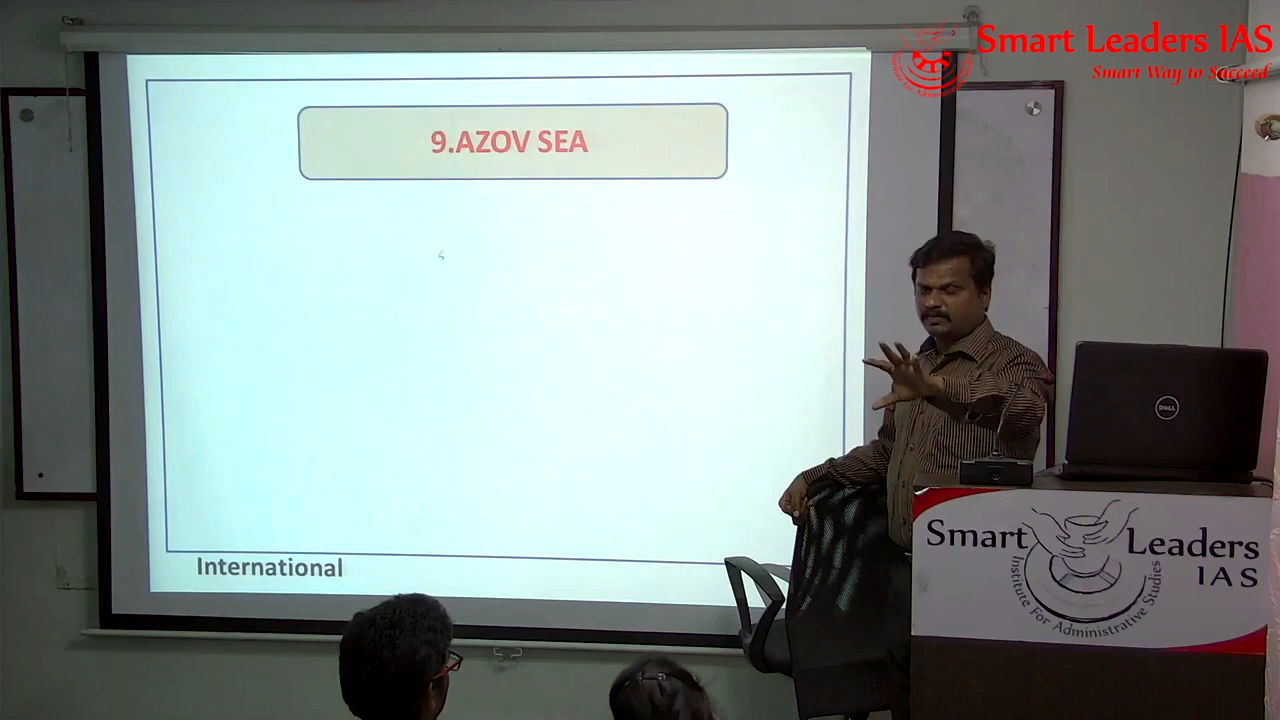 Smart Leaders IAS
Smart Way to Succeed
9.AZOV SEA
International
DELL
Smart Leaders
IAS
Institute For Administrative Studies